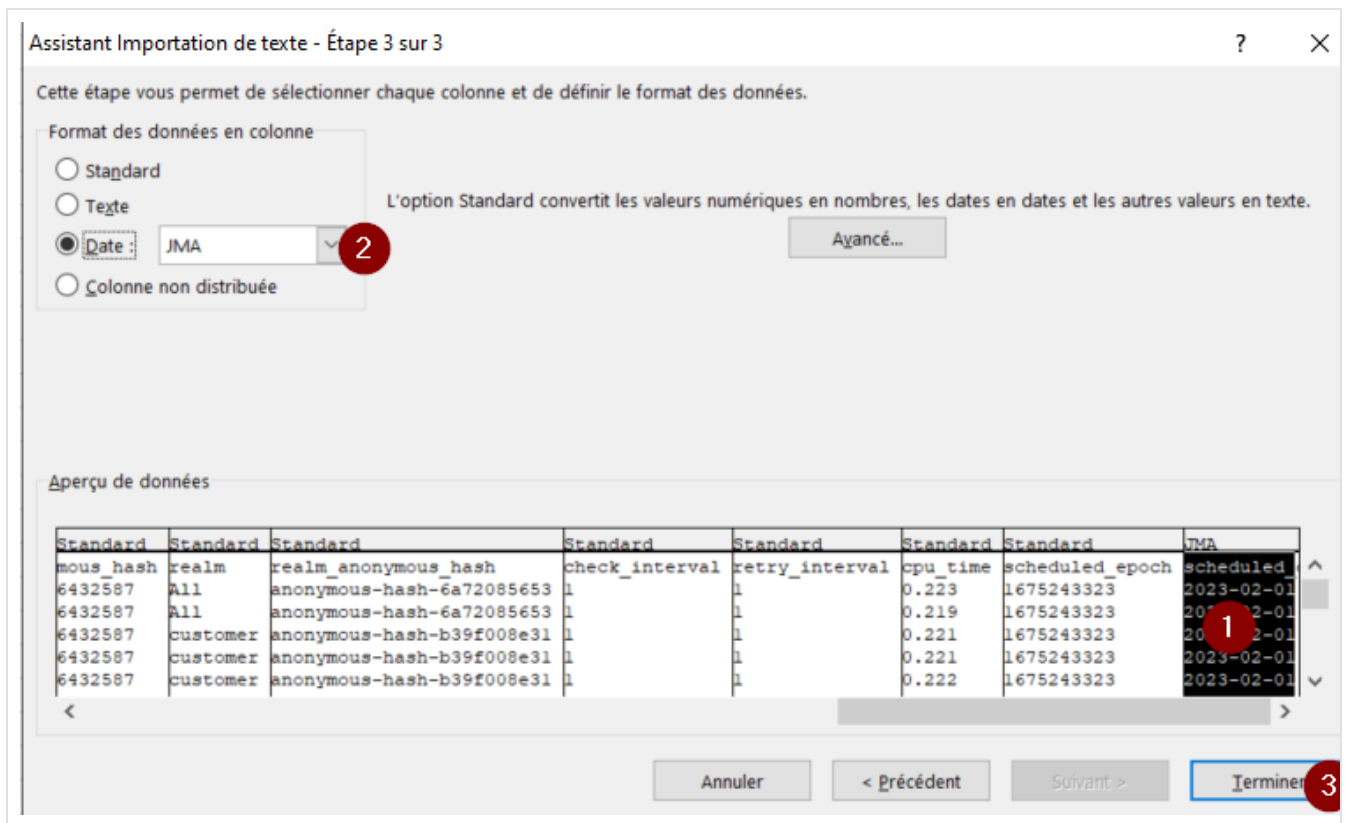 Assistant Importation de texte - Étape 3 sur 3 ?
Cette étape vous permet de sélectionner chaque colonne et de définir le format des données.
Format des données en colonne
Standard
Texte
L'option Standard convertit les valeurs numériques en nombres, les dates en dates et les autres valeurs en texte.
Date : JMA 2 Avancé...
Colonne non distribuée
Aperçu de données
Standard Standard Standard Standard Standard Standard Standard JMA
mous_hash realm realm_anonymous_hash check_interval retry_interval cpu_time scheduled_epoch scheduled_
6432587 All anonymous-hash-6a72085653 1 1 0.223 1675243323 2023-02-01
6432587 All anonymous-hash-6a72085653 1 1 0.219 1675243323
6432587 customer anonymous-hash-b39f008e31 1 1 0.221 1675243323 1
6432587 customer anonymous-hash-b39f008e31 1 1 0.221 1675243323 2023-02-01
6432587 customer anonymous-hash-b39f008e31 1 1 0.222 1675243323 2023-02-01
Annuler < Précédent Suivant > Terminer 3